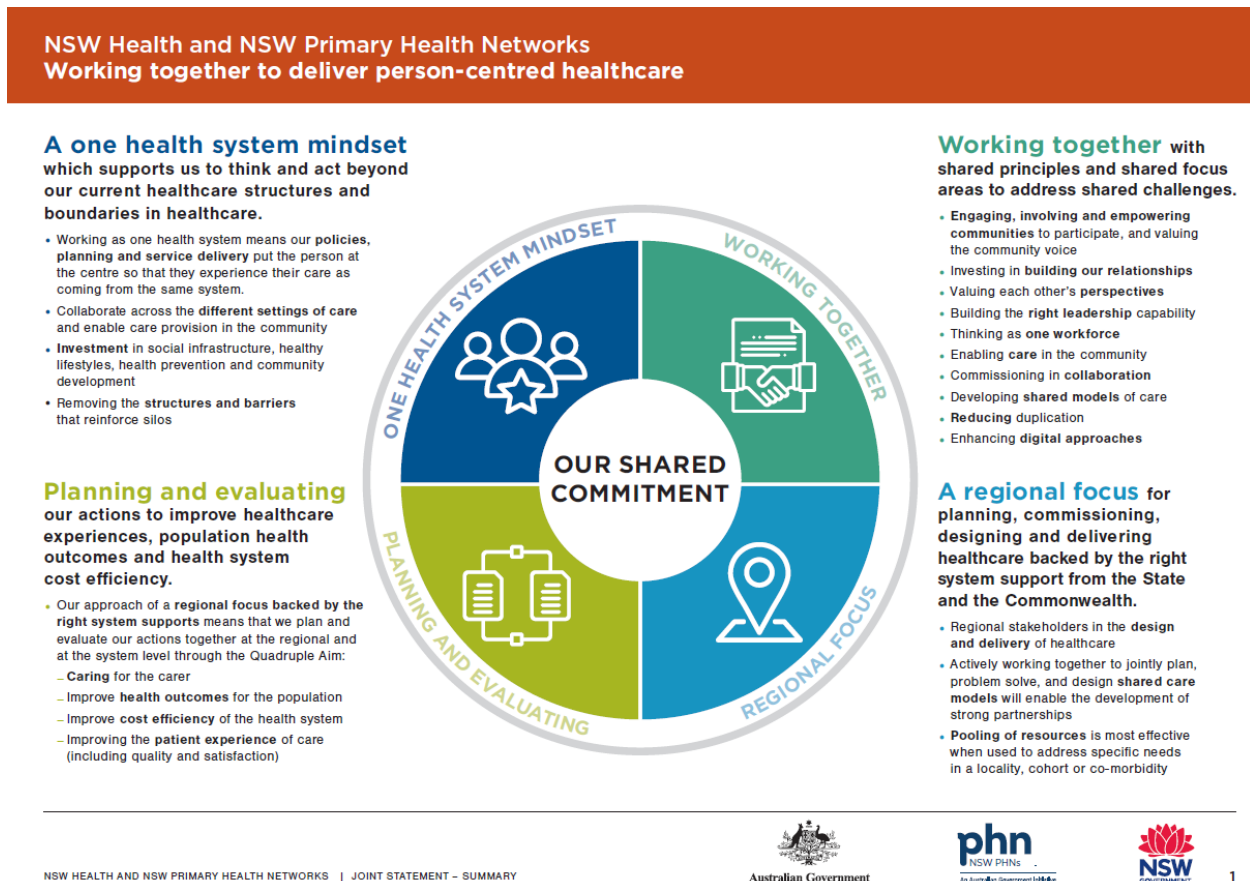 NSW Health and NSW Primary Health Networks
Working together to deliver person-centred healthcare
A one health system mindset
which supports us to think and act beyond
our current healthcare structures and
boundaries in healthcare.
• Working as one health system means our policies,
planning and service delivery put the person at
the centre so that they experience their care as
coming from the same system.
• Collaborate across the different settings of care
and enable care provision in the community
• Investment in social infrastructure, healthy
lifestyles, health prevention and community
development
• Removing the structures and barriers
that reinforce silos
Planning and evaluating
our actions to improve healthcare
experiences, population health
outcomes and health system
cost efficiency.
• Our approach of a regional focus backed by the
right system supports means that we plan and
evaluate our actions together at the regional and
at the system level through the Quadruple Aim:
– Caring for the carer
– Improve health outcomes for the population
– Improve cost efficiency of the health system
– Improving the patient experience of care
(including quality and satisfaction)
ONE HEALTH SYSTEM MINDSET
WORKING TOGETHER
OUR SHARED
COMMITMENT
PLANNING AND EVALUATING
REGIONAL FOCUS
Working together with
shared principles and shared focus
areas to address shared challenges.
• Engaging, involving and empowering
communities to participate, and valuing
the community voice
• Investing in building our relationships
• Valuing each other's perspectives
• Building the right leadership capability
• Thinking as one workforce
• Enabling care in the community
• Commissioning in collaboration
• Developing shared models of care
• Reducing duplication
• Enhancing digital approaches
A regional focus for
planning, commissioning,
designing and delivering
healthcare backed by the right
system support from the State
and the Commonwealth.
• Regional stakeholders in the design
and delivery of healthcare
• Actively working together to jointly plan,
problem solve, and design shared care
models will enable the development of
strong partnerships
• Pooling of resources is most effective
when used to address specific needs
in a locality, cohort or co-morbidity
NSW HEALTH AND NSW PRIMARY HEALTH NETWORKS | JOINT STATEMENT – SUMMARY
Australian Government
phn
NSW PHNs
An Australian Government Initiative
NSW
GOVERNMENT
1